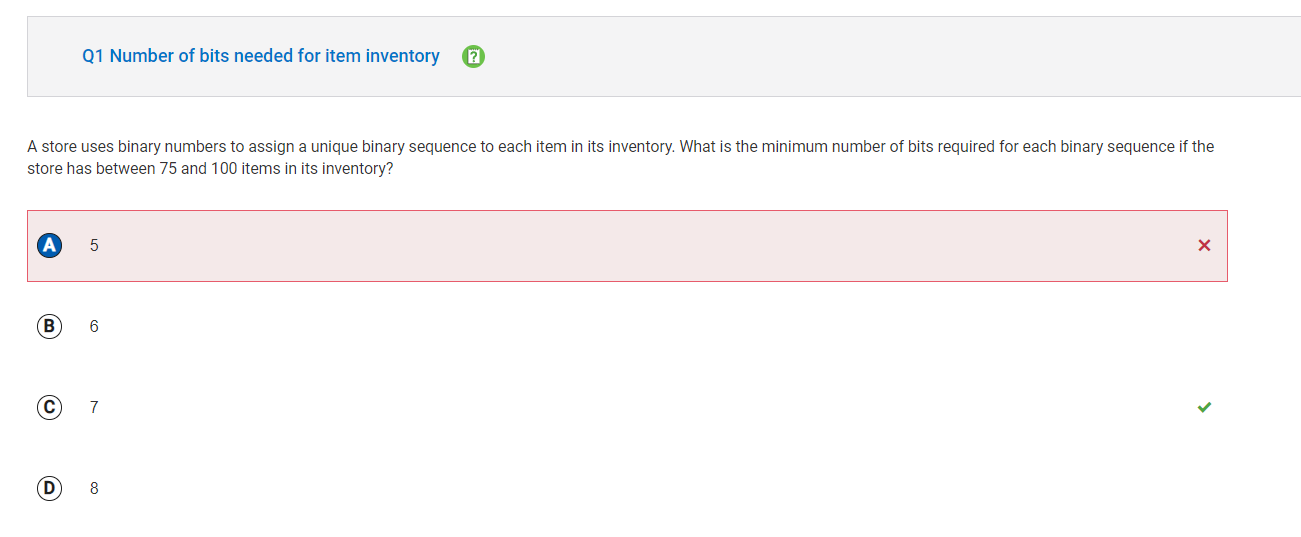 Q1 Number of bits needed for item inventory
A store uses binary numbers to assign a unique binary sequence to each item in its inventory. What is the minimum number of bits required for each binary sequence if the
store has between 75 and 100 items in its inventory?
A 5
B 6
C 7
D 8